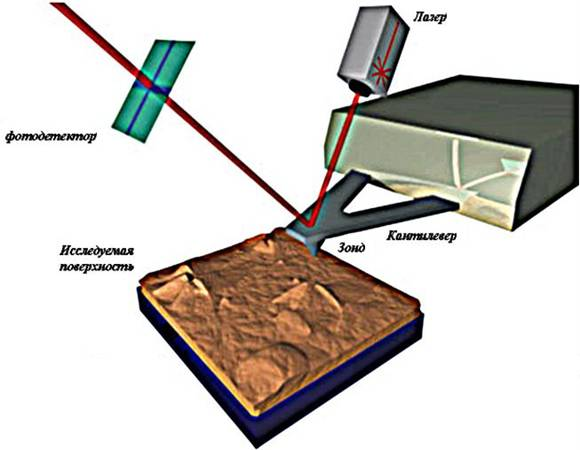 Лазер
фотодетектор
Кантилевер
Зонд
Исследуемая
поверхность